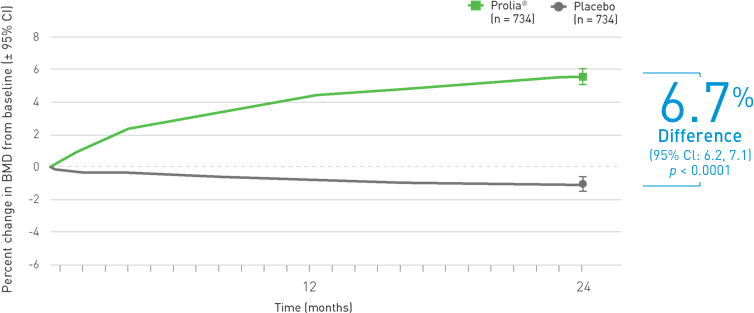 Prolia® Placebo
(n = 734) (n = 734)
Percent change in BMD from baseline (± 95% CI)
8
6
4
2
0
-2
-4
-6
12 24
Time (months)
6.7%
Difference
(95% CI: 6.2, 7.1)
p < 0.0001